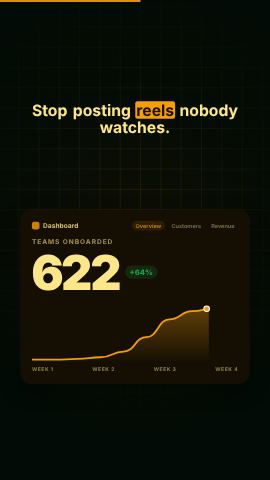 Stop posting reels nobody
watches.
Dashboard
Overview
Customers
Revenue
TEAMS ONBOARDED
622
+64%
WEEK 1
WEEK 2
WEEK 3
WEEK 4